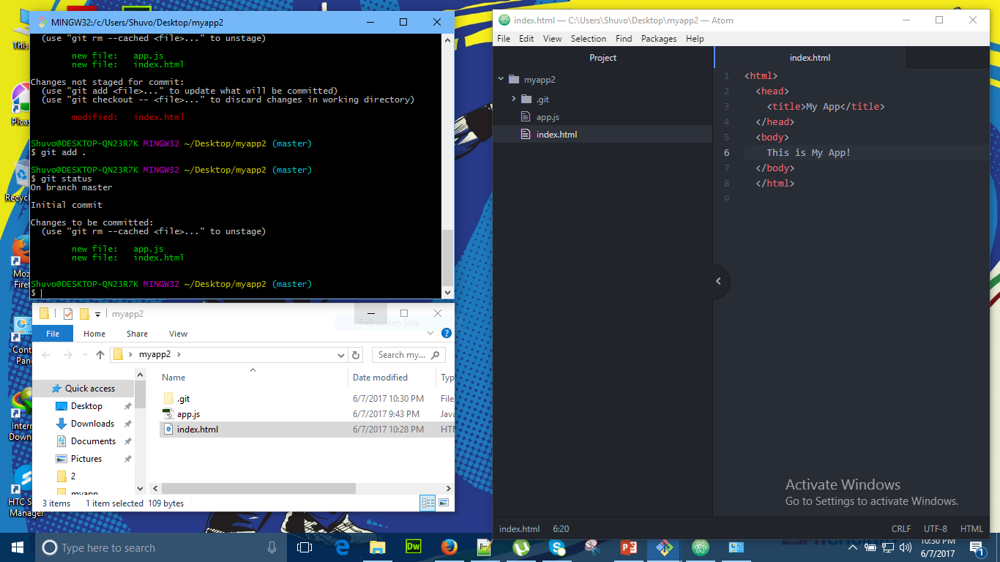 MINGW32:/c/Users/Shuvo/Desktop/myapp2
(use "git rm --cached <file>..." to unstage)
new file:   app.js
new file:   index.html
Changes not staged for commit:
(use "git add <file>..." to update what will be committed)
(use "git checkout -- <file>..." to discard changes in working directory)
modified:   index.html
Shuvo@DESKTOP-QN23R7K MINGW32 ~/Desktop/myapp2 (master)
$ git add .
Shuvo@DESKTOP-QN23R7K MINGW32 ~/Desktop/myapp2 (master)
$ git status
On branch master
Initial commit
Changes to be committed:
(use "git rm --cached <file>..." to unstage)
new file:   app.js
new file:   index.html
Shuvo@DESKTOP-QN23R7K MINGW32 ~/Desktop/myapp2 (master)
$
myapp2
Full-screen Snip
File Home Share View
myapp2
Search my...
Name Date modified Typ
Quick access
Desktop
Downloads
Documents
Pictures
2
myapp
.git 6/7/2017 10:30 PM File
app.js 6/7/2017 9:43 PM Java
index.html 6/7/2017 10:28 PM HTM
3 items 1 item selected 109 bytes
This
Picas
Recycl
Moz
Firef
Cont
Pane
Intern
Down
HTC S
Manager
index.html — C:\Users\Shuvo\Desktop\myapp2 — Atom
File Edit View Selection Find Packages Help
Project
myapp2
.git
app.js
index.html
index.html
1 <html>
2 <head>
3 <title>My App</title>
4 </head>
5 <body>
6 This is My App!
7 </body>
8 </html>
9
Activate Windows
Go to Settings to activate Windows.
index.html 6:20 CRLF UTF-8 HTML
Type here to search
Dw
10:30 PM
6/7/2017
1